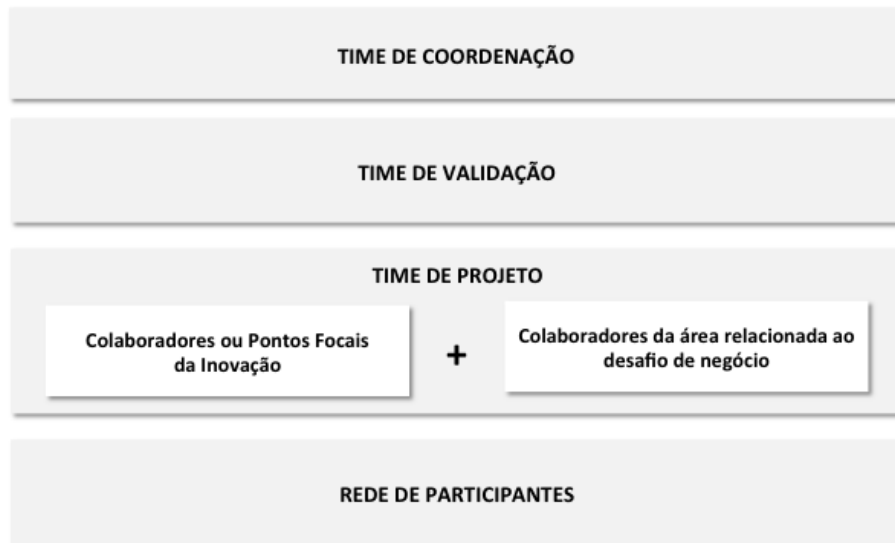 TIME DE COORDENAÇÃO
TIME DE VALIDAÇÃO
TIME DE PROJETO
Colaboradores ou Pontos Focais
da Inovação
+
Colaboradores da área relacionada ao
desafio de negócio
REDE DE PARTICIPANTES